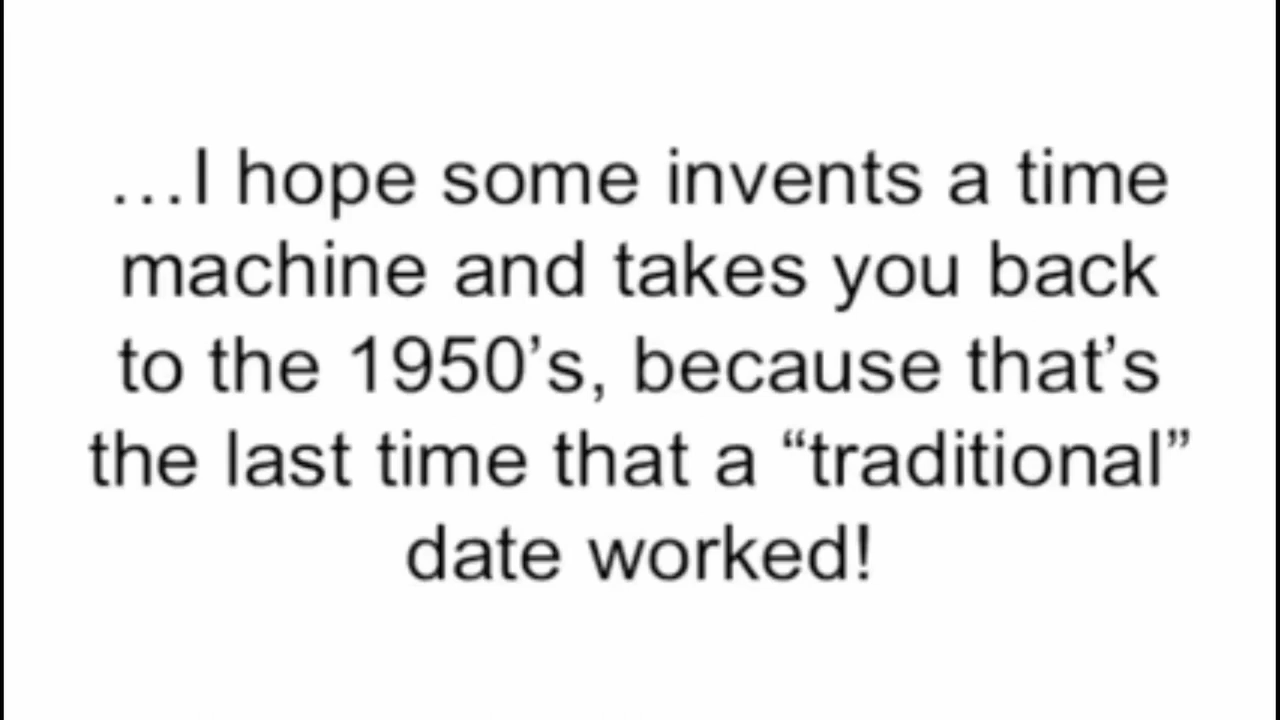 …I hope some invents a time
machine and takes you back
to the 1950’s, because that’s
the last time that a “traditional”
date worked!